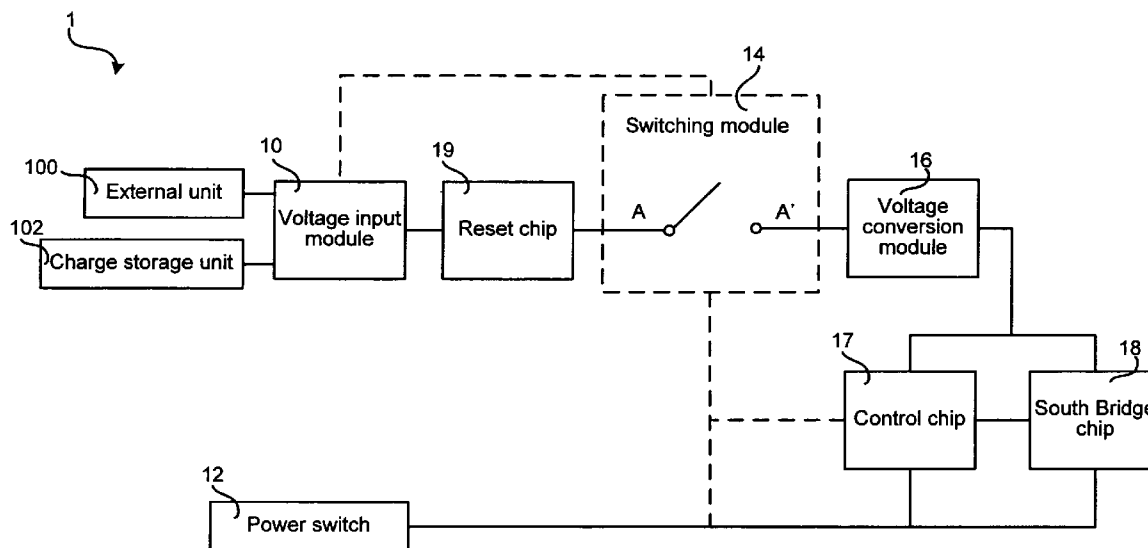 1
14
Switching module
10
100
External unit
19
16
Voltage input
module
Reset chip
A
A'
Voltage
conversion
module
102
Charge storage unit
17
18
Control chip
South Bridge
chip
12
Power switch